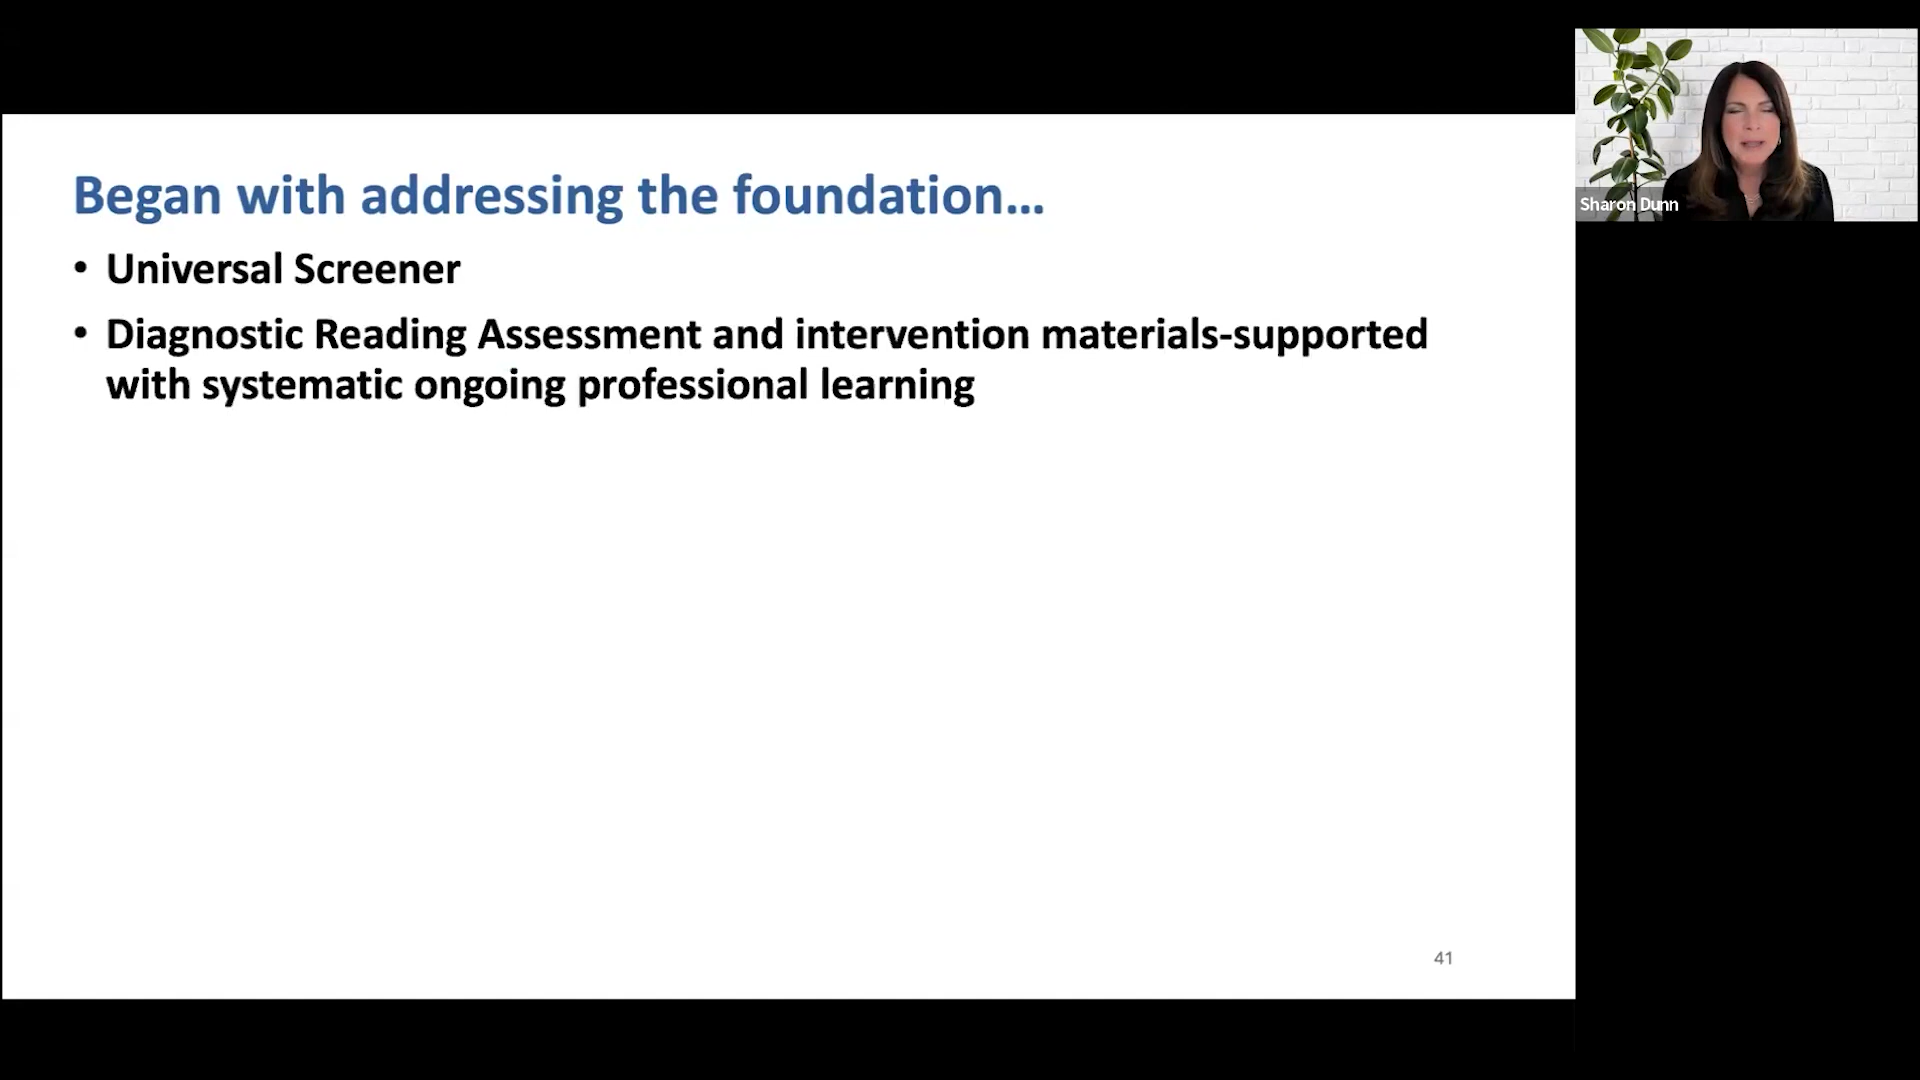 Began with addressing the foundation...
• Universal Screener
• Diagnostic Reading Assessment and intervention materials-supported
with systematic ongoing professional learning
41
Sharon Dunn